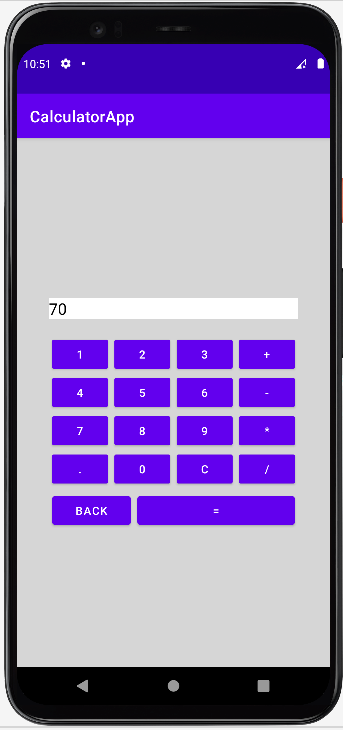 10:51
CalculatorApp
70
1 2 3 +
4 5 6 -
7 8 9 *
. 0 C /
BACK =